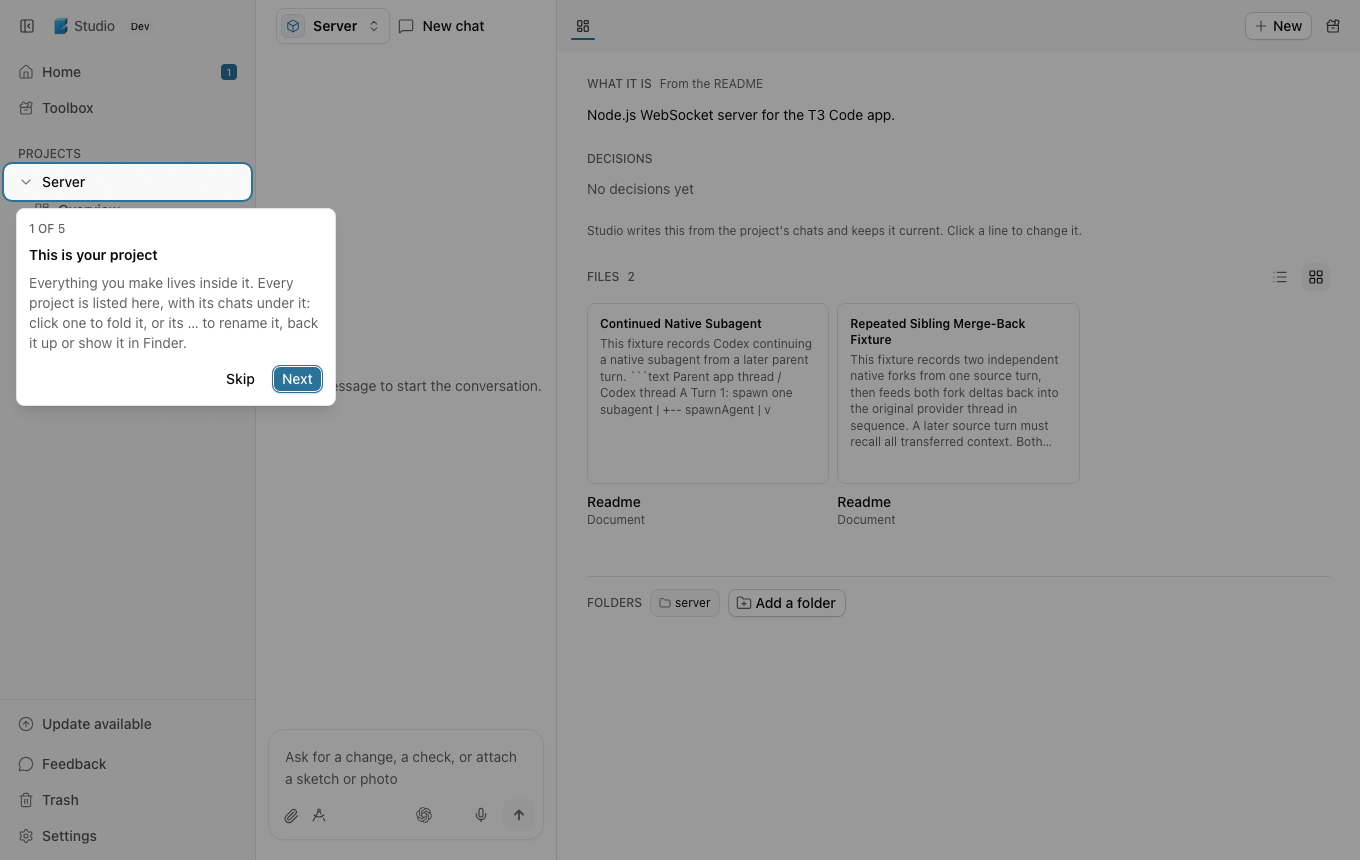 Studio Dev
Home 1
Toolbox
PROJECTS
Server
Overview
1 OF 5
This is your project
Everything you make lives inside it. Every
project is listed here, with its chats under it:
click one to fold it, or its ... to rename it, back
it up or show it in Finder.
Skip Next
Update available
Feedback
Trash
Settings
Server New chat
essage to start the conversation.
Ask for a change, a check, or attach
a sketch or photo
New
WHAT IT IS From the README
Node.js WebSocket server for the T3 Code app.
DECISIONS
No decisions yet
Studio writes this from the project's chats and keeps it current. Click a line to change it.
FILES 2
Continued Native Subagent
This fixture records Codex continuing
a native subagent from a later parent
turn. ```text Parent app thread /
Codex thread A Turn 1: spawn one
subagent | +-- spawnAgent | v
Readme
Document
Repeated Sibling Merge-Back
Fixture
This fixture records two independent
native forks from one source turn,
then feeds both fork deltas back into
the original provider thread in
sequence. A later source turn must
recall all transferred context. Both...
Readme
Document
FOLDERS server Add a folder